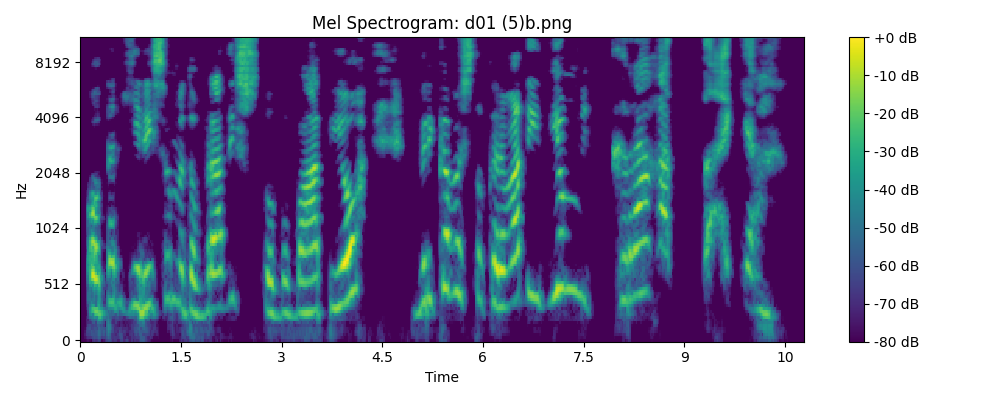 Mel Spectrogram: d01 (5)b.png
Hz
8192
4096
2048
1024
512
0
0 1.5 3 4.5 6 7.5 9 10
Time
+0 dB
-10 dB
-20 dB
-30 dB
-40 dB
-50 dB
-60 dB
-70 dB
-80 dB